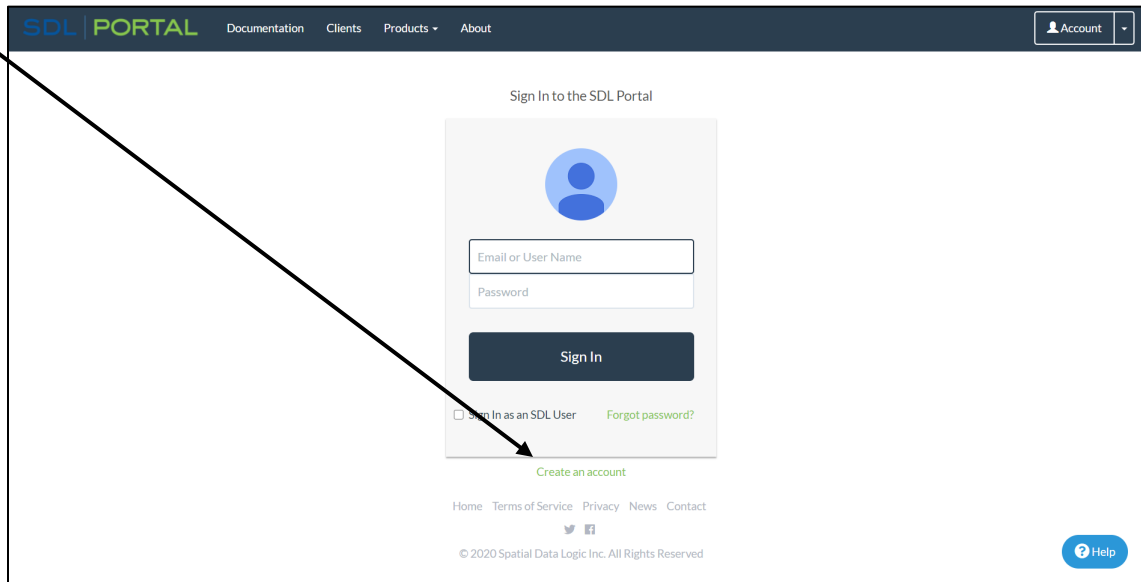 SDL PORTAL Documentation Clients Products About Account
Sign In to the SDL Portal
Email or User Name
Password
Sign In
Sign In as an SDL User Forgot password?
Create an account
Home Terms of Service Privacy News Contact
© 2020 Spatial Data Logic Inc. All Rights Reserved
Help